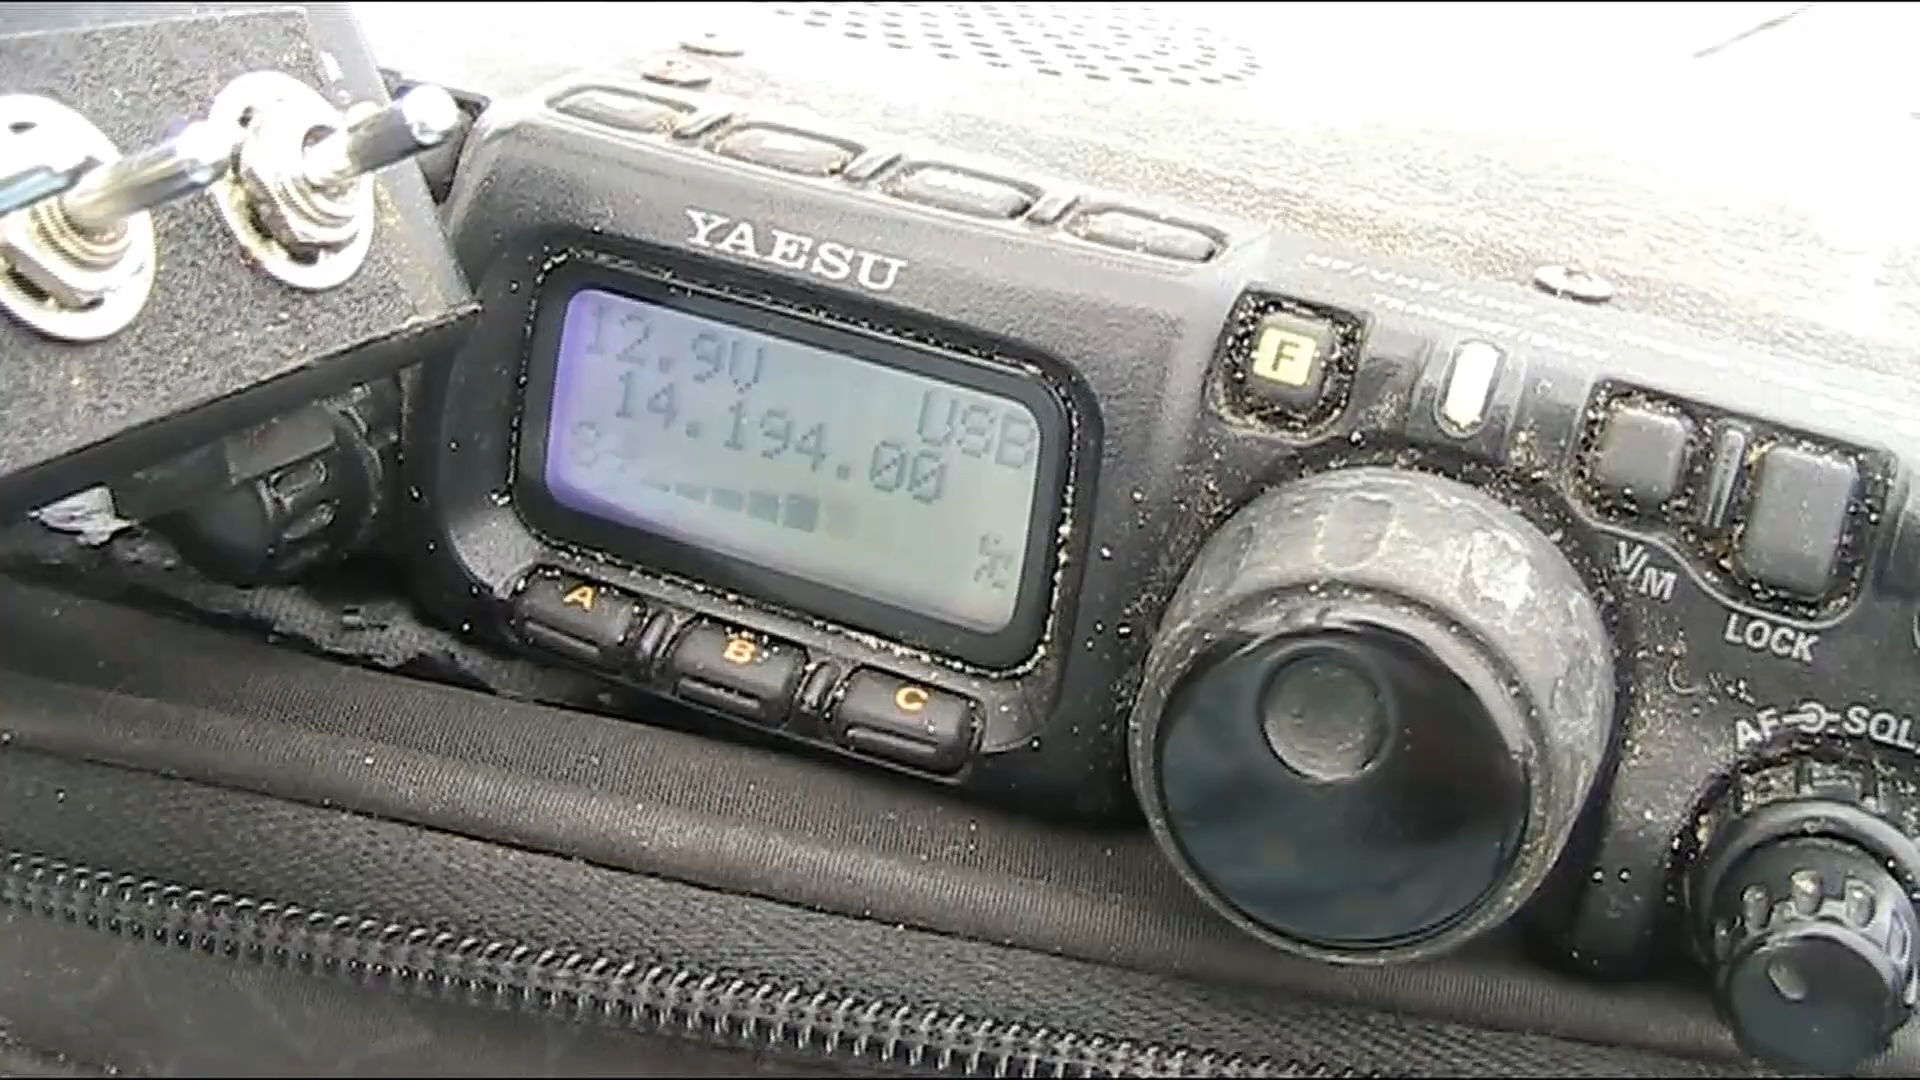 YAESU
12.9V
USB
14.194.00
S
F
A
B
C
V/M
LOCK
AF SQL